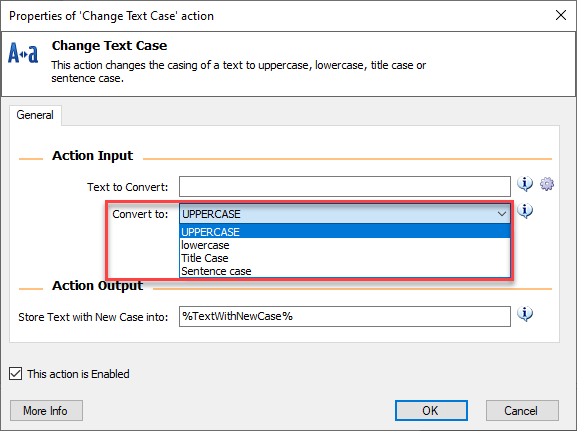 Properties of 'Change Text Case' action
A↔a
Change Text Case
This action changes the casing of a text to uppercase, lowercase, title case or
sentence case.
General
Action Input
Text to Convert:
Convert to: UPPERCASE
UPPERCASE
lowercase
Title Case
Sentence case
Action Output
Store Text with New Case into: %TextWithNewCase%
This action is Enabled
More Info OK Cancel